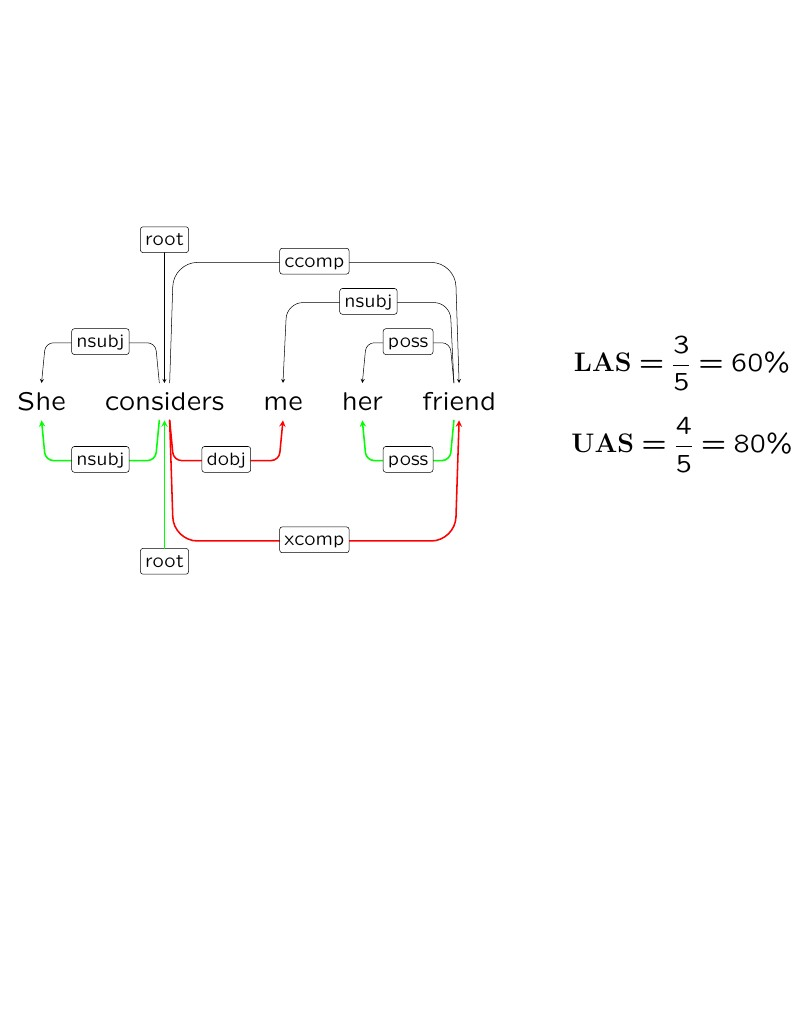 root
ccomp
nsubj
nsubj poss
She considers me her friend
nsubj dobj poss
xcomp
root
LAS = 3/5 = 60%
UAS = 4/5 = 80%